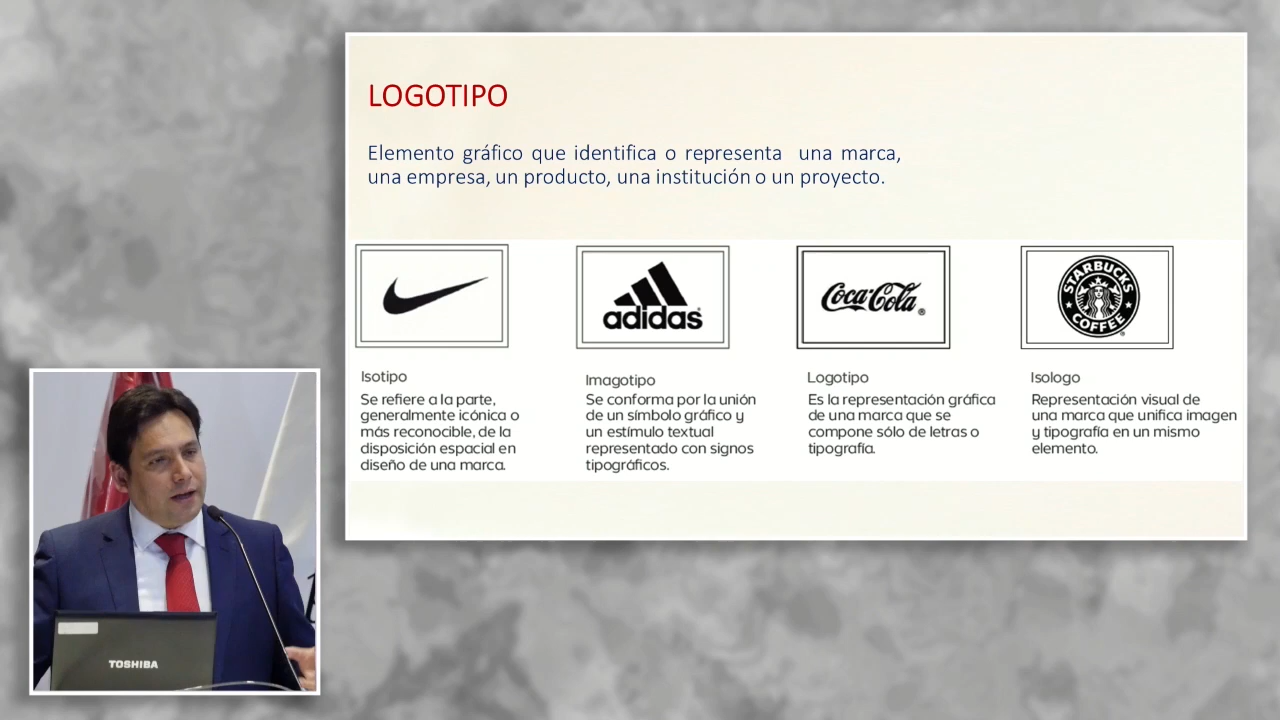 LOGOTIPO
Elemento gráfico que identifica o representa una marca,
una empresa, un producto, una institución o un proyecto.
adidas
Coca-Cola®
STARBUCKS
COFFEE
Isotipo
Se refiere a la parte,
generalmente icónica o
más reconocible, de la
disposición espacial en
diseño de una marca.
Imagotipo
Se conforma por la unión
de un símbolo gráfico y
un estímulo textual
representado con signos
tipográficos.
Logotipo
Es la representación gráfica
de una marca que se
compone sólo de letras o
tipografía.
Isologo
Representación visual de
una marca que unifica imagen
y tipografía en un mismo
elemento.
TOSHIBA